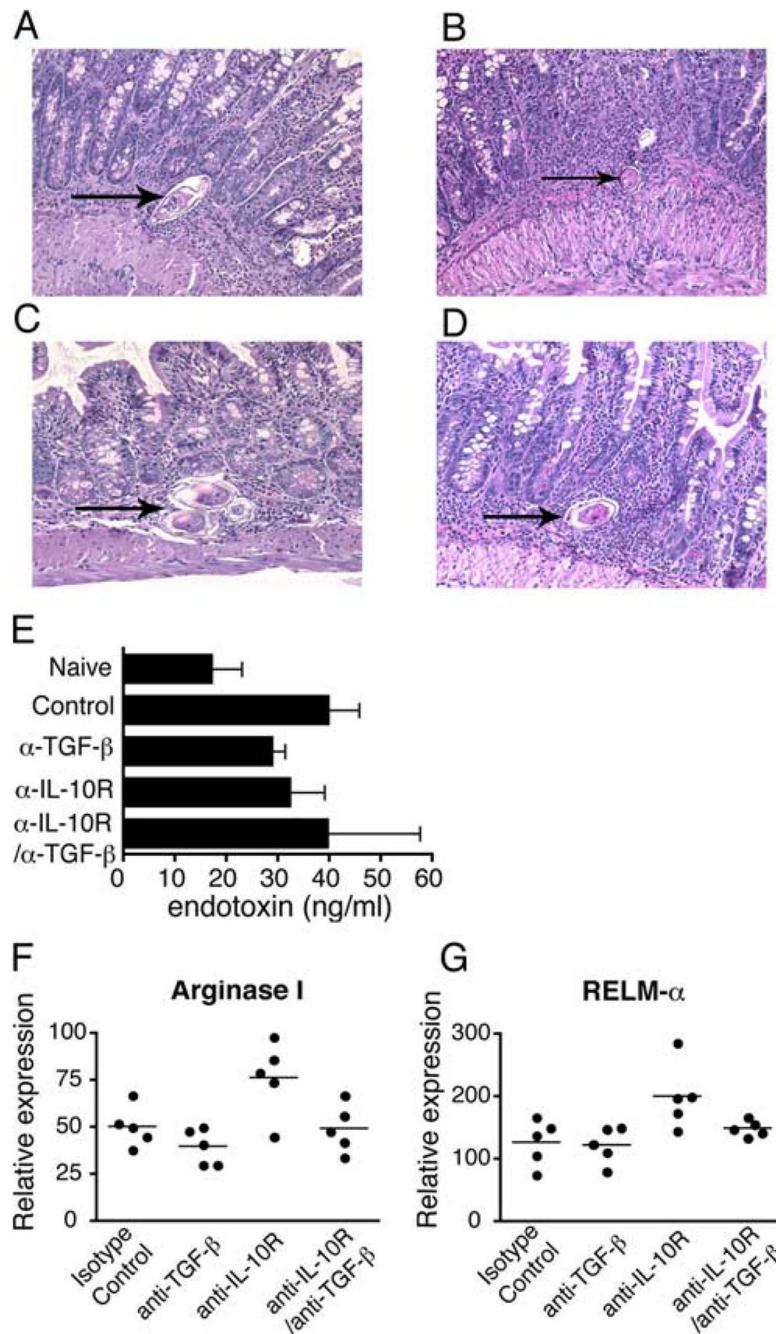 A
B
C
D
E
Naive
Control
α-TGF-β
α-IL-10R
α-IL-10R
/α-TGF-β
0 10 20 30 40 50 60
endotoxin (ng/ml)
F
Arginase I
Relative expression
100
75
50
25
0
Isotype
Control
anti-TGF-β
anti-IL-10R
anti-IL-10R
/anti-TGF-β
G
RELM-α
Relative expression
300
200
100
0
Isotype
Control
anti-TGF-β
anti-IL-10R
anti-IL-10R
/anti-TGF-β